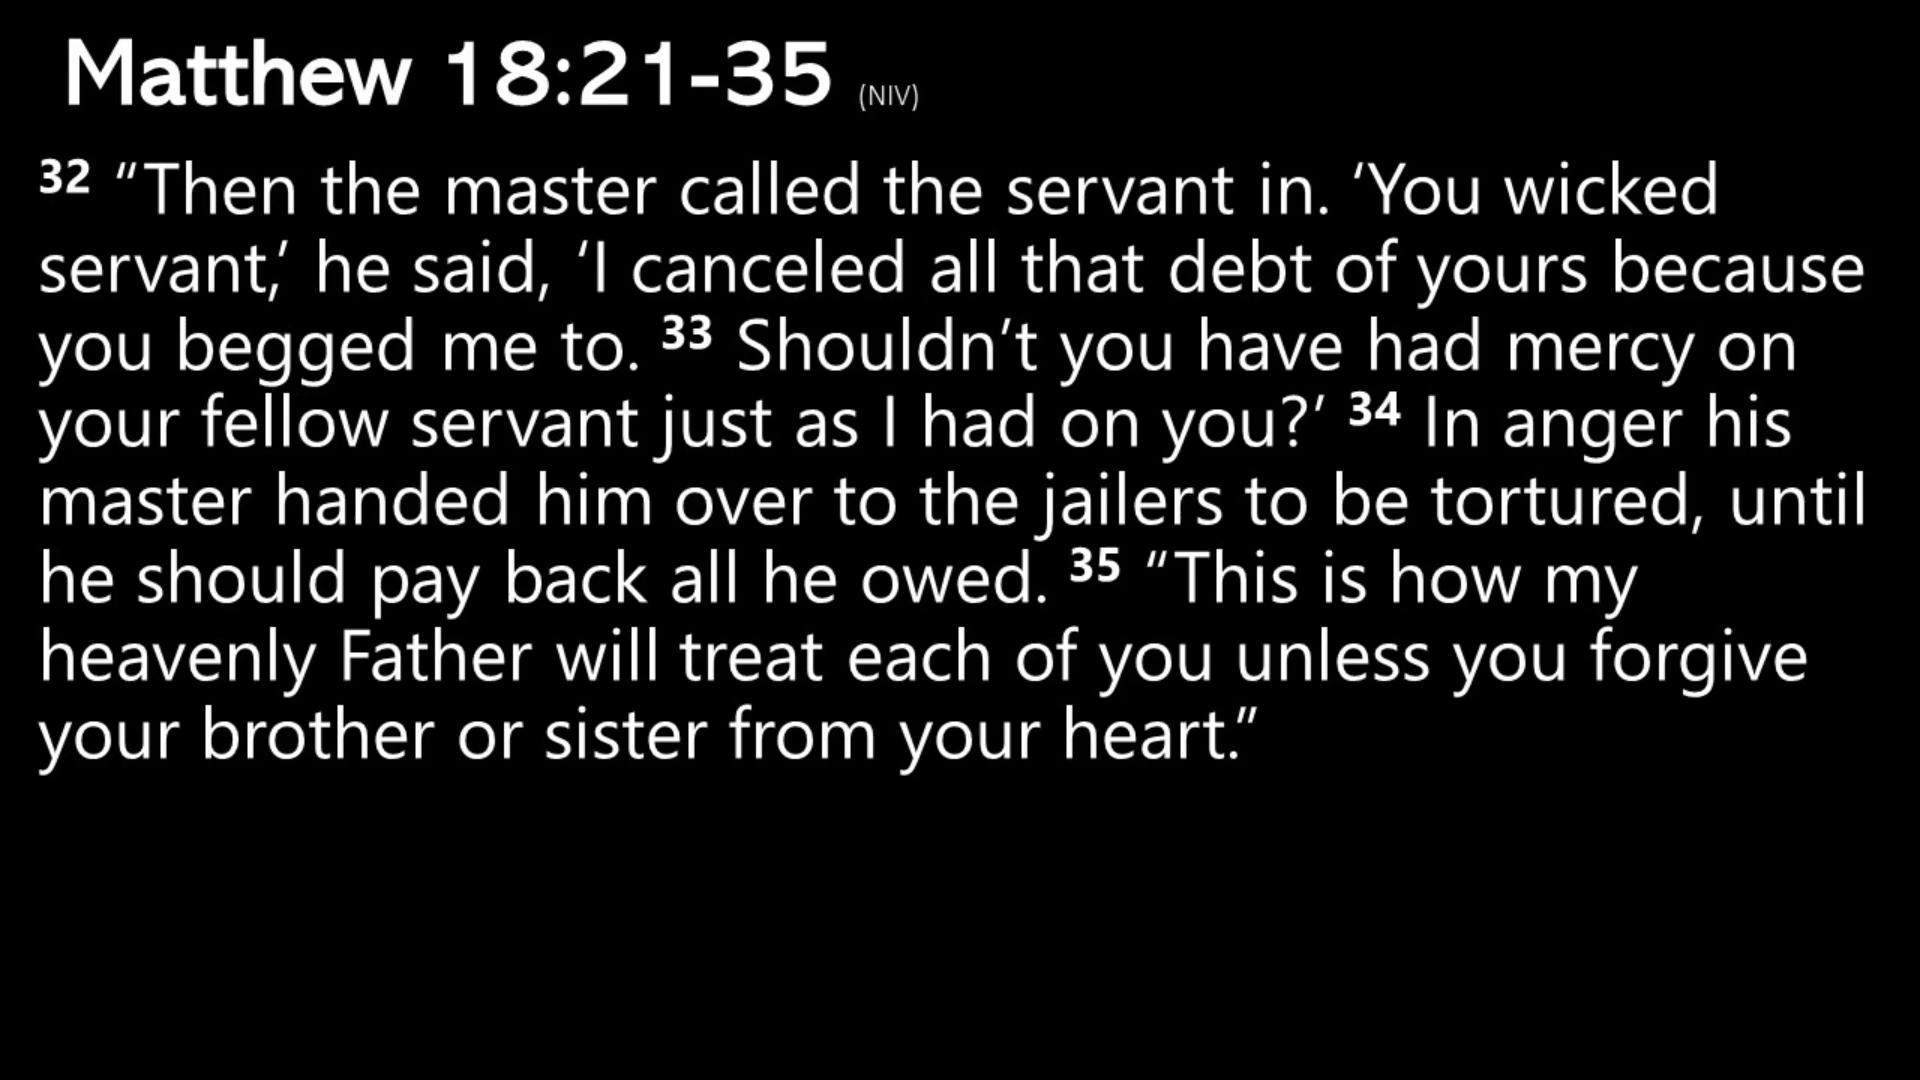 Matthew 18:21-35 (NIV)
32 “Then the master called the servant in. ‘You wicked
servant,’ he said, ‘I canceled all that debt of yours because
you begged me to. 33 Shouldn’t you have had mercy on
your fellow servant just as I had on you?’ 34 In anger his
master handed him over to the jailers to be tortured, until
he should pay back all he owed. 35 “This is how my
heavenly Father will treat each of you unless you forgive
your brother or sister from your heart.”